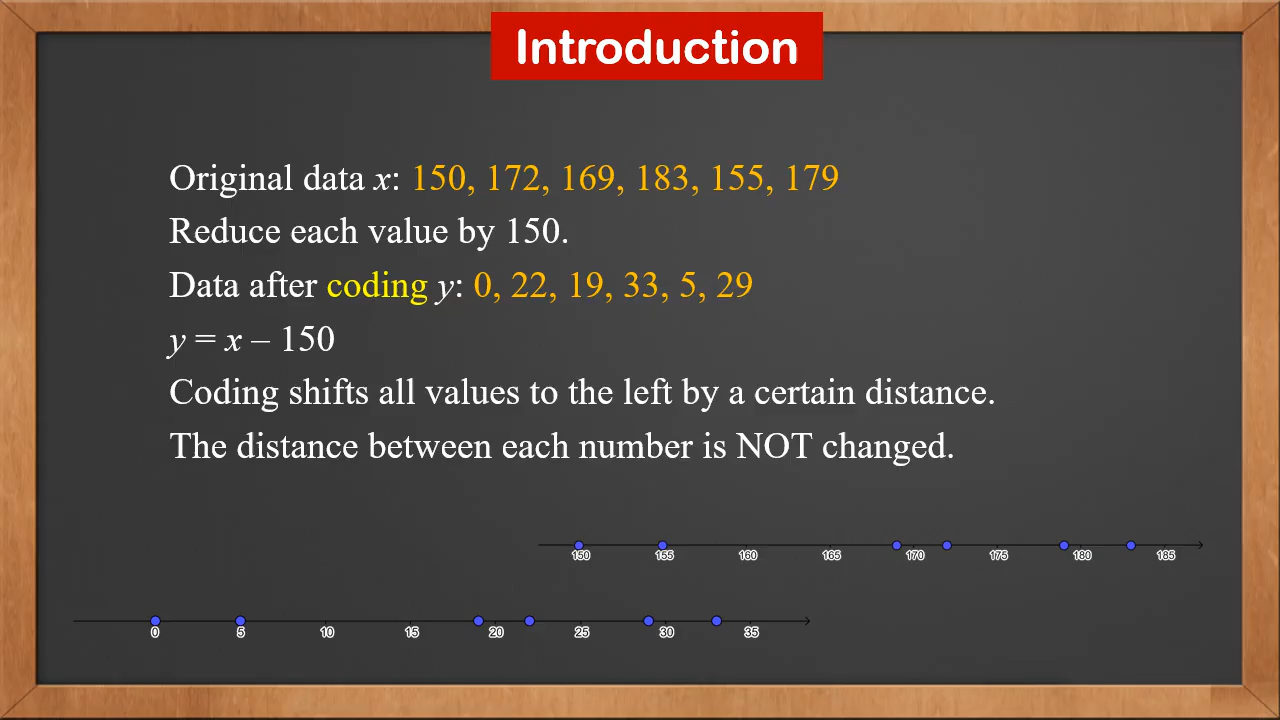 Introduction
Original data x: 150, 172, 169, 183, 155, 179
Reduce each value by 150.
Data after coding y: 0, 22, 19, 33, 5, 29
y = x – 150
Coding shifts all values to the left by a certain distance.
The distance between each number is NOT changed.
150 155 160 165 170 175 180 185
0 5 10 15 20 25 30 35